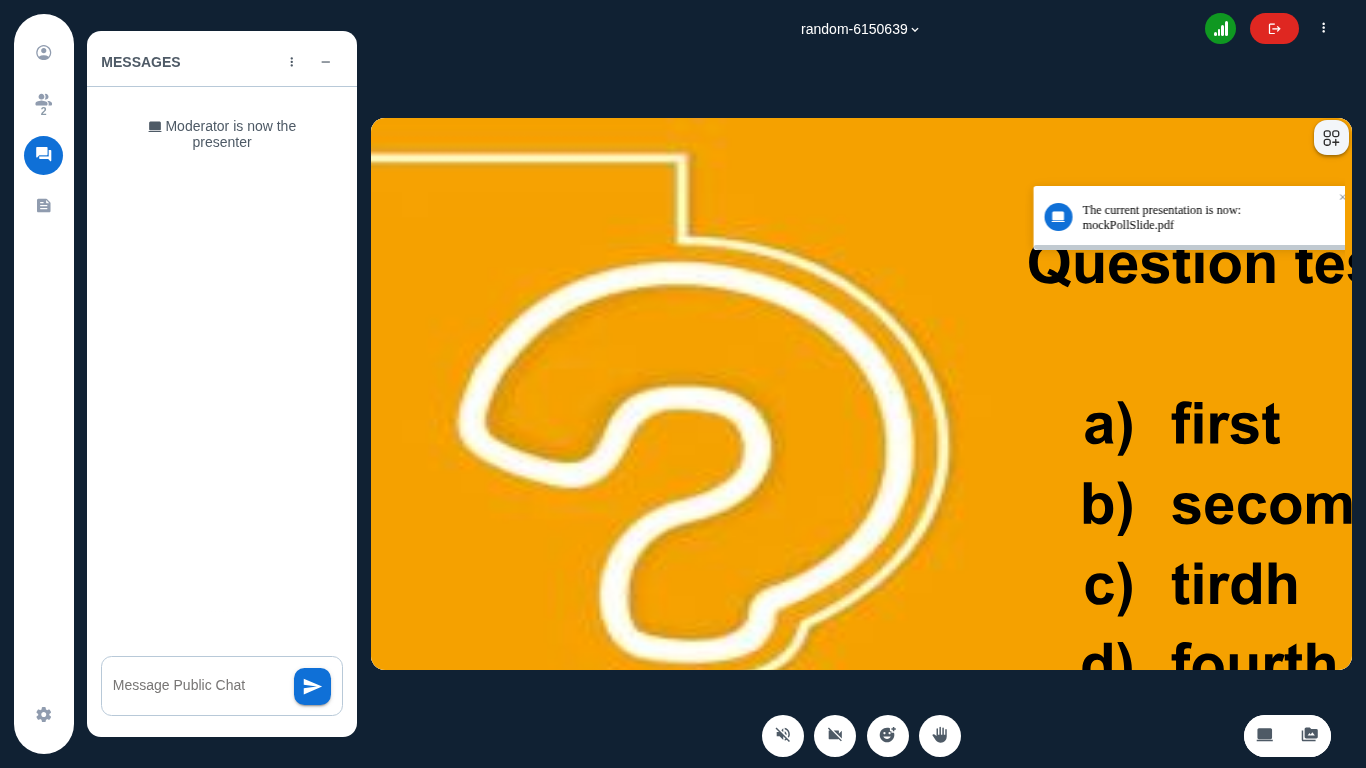 random-6150639
MESSAGES
2
Moderator is now the
presenter
The current presentation is now:
mockPollSlide.pdf
Question tes
a) first
b) secom
c) tirdh
d) fourth
Message Public Chat